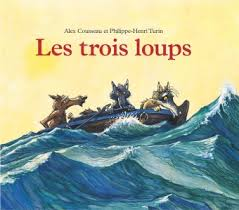 Alex Cousseau et Philippe-Henri Turin
Les trois loups